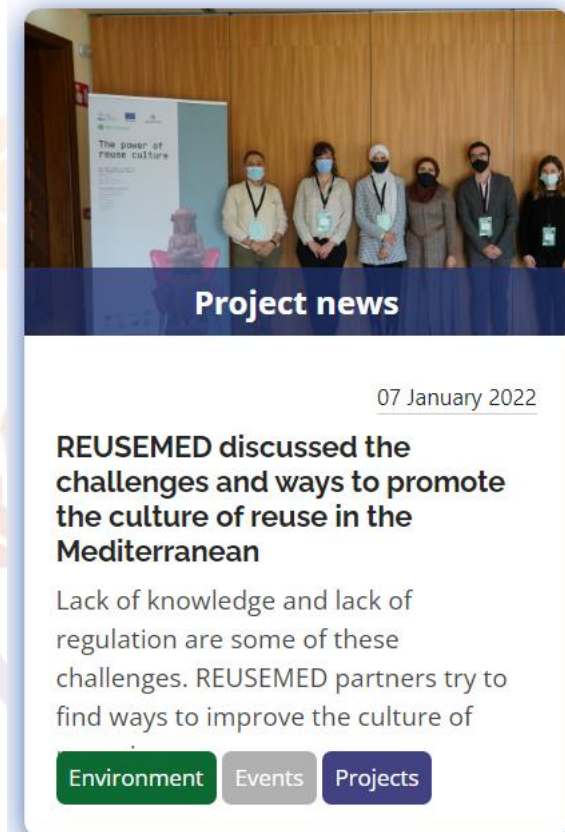 The power of
reuse culture
Project news
07 January 2022
REUSEMED discussed the
challenges and ways to promote
the culture of reuse in the
Mediterranean
Lack of knowledge and lack of
regulation are some of these
challenges. REUSEMED partners try to
find ways to improve the culture of
Environment Events Projects